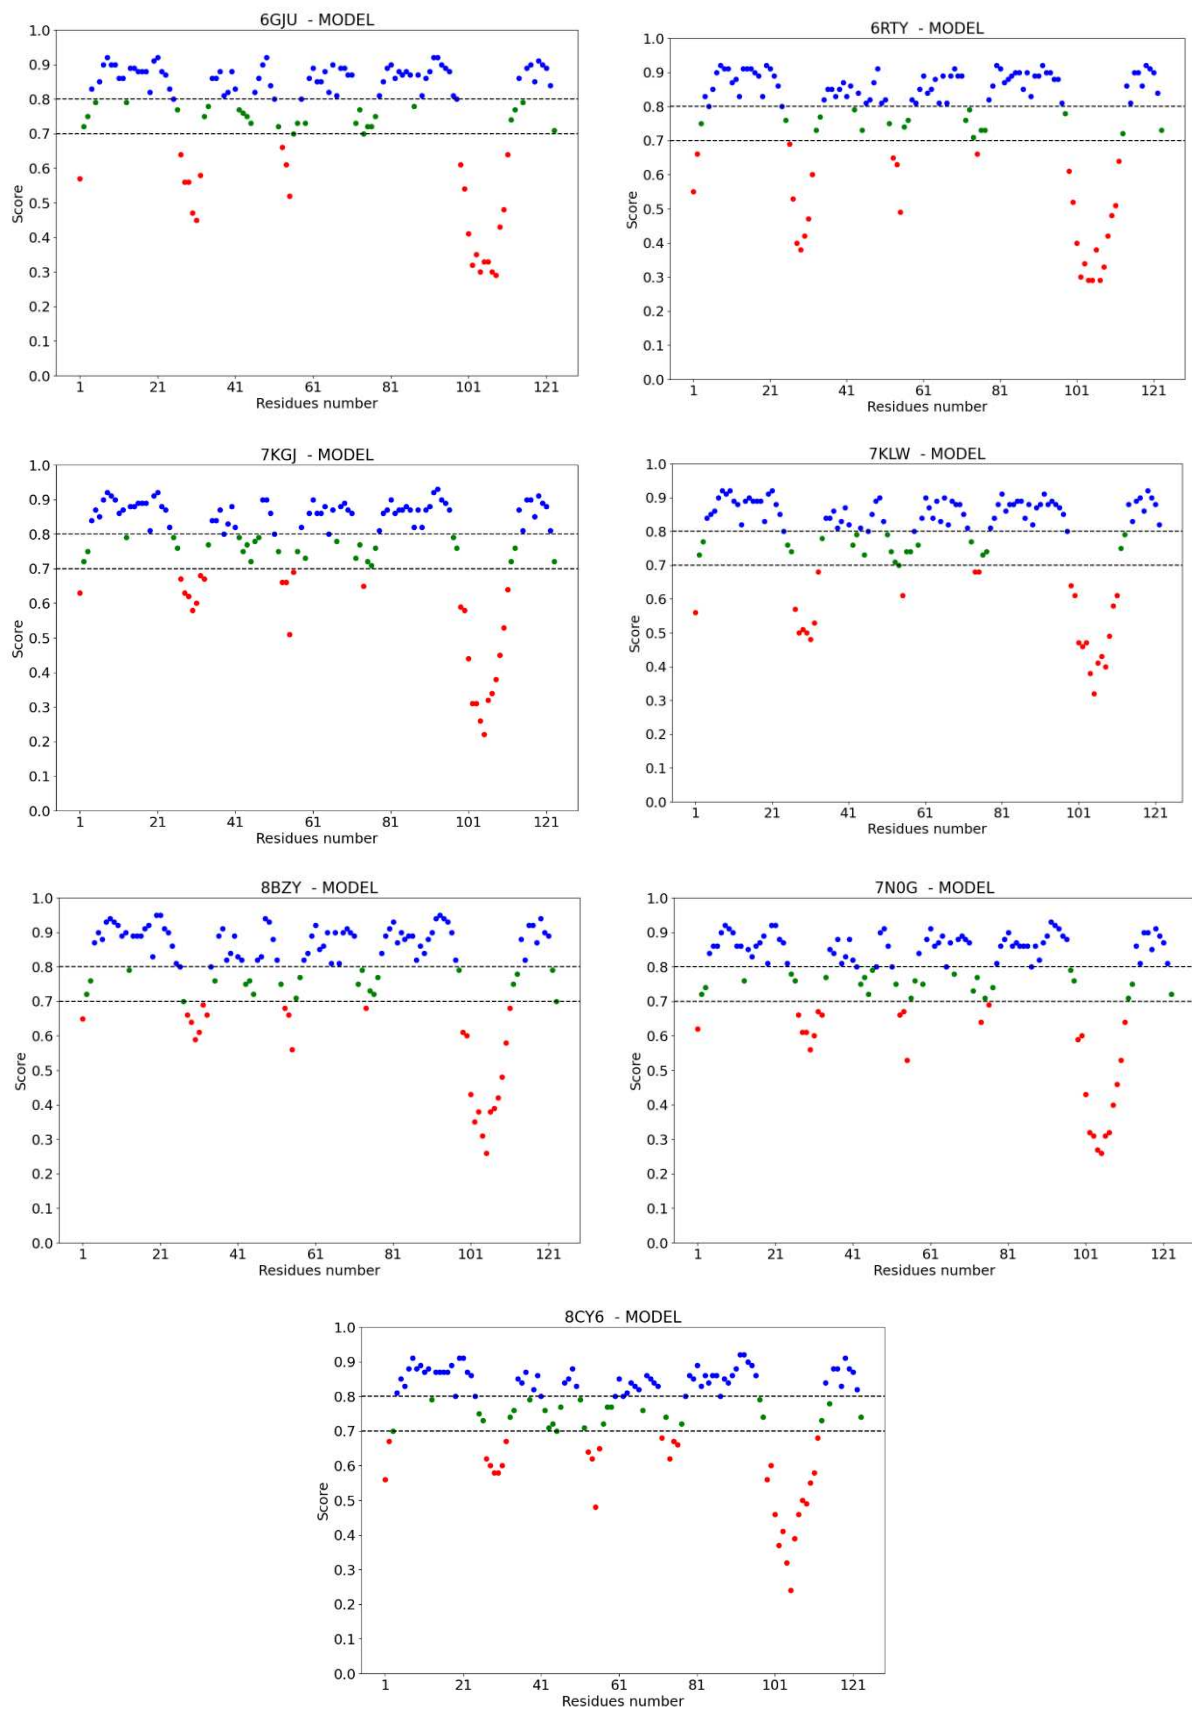 6GJU - MODEL
1.0
0.9
0.8
0.7
0.6
0.5
0.4
0.3
0.2
0.1
0.0
Score
1 21 41 61 81 101 121
Residues number
6RTY - MODEL
1.0
0.9
0.8
0.7
0.6
0.5
0.4
0.3
0.2
0.1
0.0
Score
1 21 41 61 81 101 121
Residues number
7KGJ - MODEL
1.0
0.9
0.8
0.7
0.6
0.5
0.4
0.3
0.2
0.1
0.0
Score
1 21 41 61 81 101 121
Residues number
7KLW - MODEL
1.0
0.9
0.8
0.7
0.6
0.5
0.4
0.3
0.2
0.1
0.0
Score
1 21 41 61 81 101 121
Residues number
8BZY - MODEL
1.0
0.9
0.8
0.7
0.6
0.5
0.4
0.3
0.2
0.1
0.0
Score
1 21 41 61 81 101 121
Residues number
7N0G - MODEL
1.0
0.9
0.8
0.7
0.6
0.5
0.4
0.3
0.2
0.1
0.0
Score
1 21 41 61 81 101 121
Residues number
8CY6 - MODEL
1.0
0.9
0.8
0.7
0.6
0.5
0.4
0.3
0.2
0.1
0.0
Score
1 21 41 61 81 101 121
Residues number